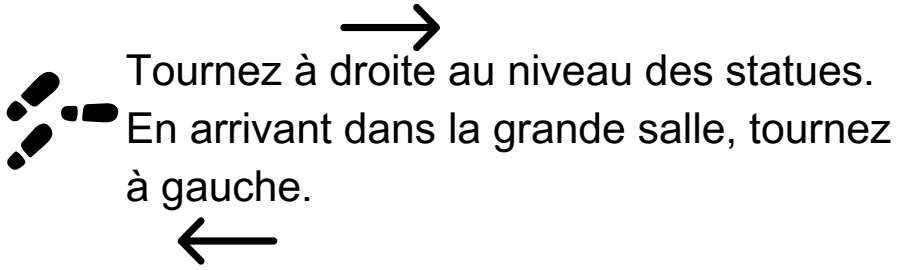 Tournez à droite au niveau des statues.
En arrivant dans la grande salle, tournez
à gauche.